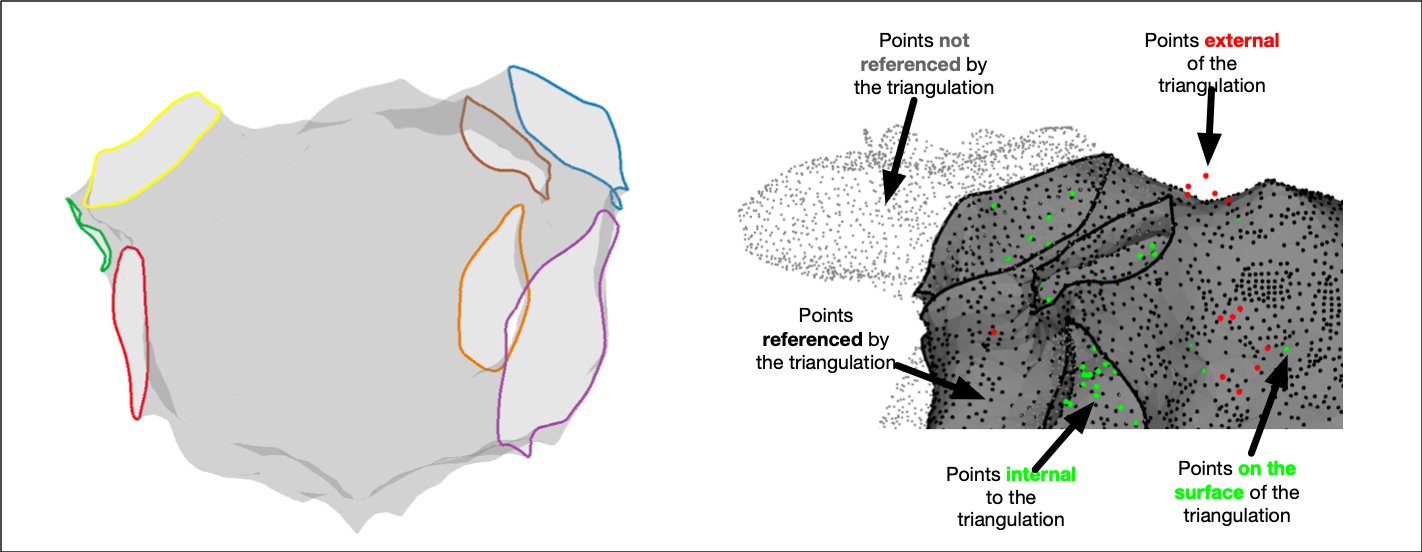 Points not
referenced by
the triangulation
Points external
of the
triangulation
Points
referenced by
the triangulation
Points internal
to the
triangulation
Points on the
surface of the
triangulation